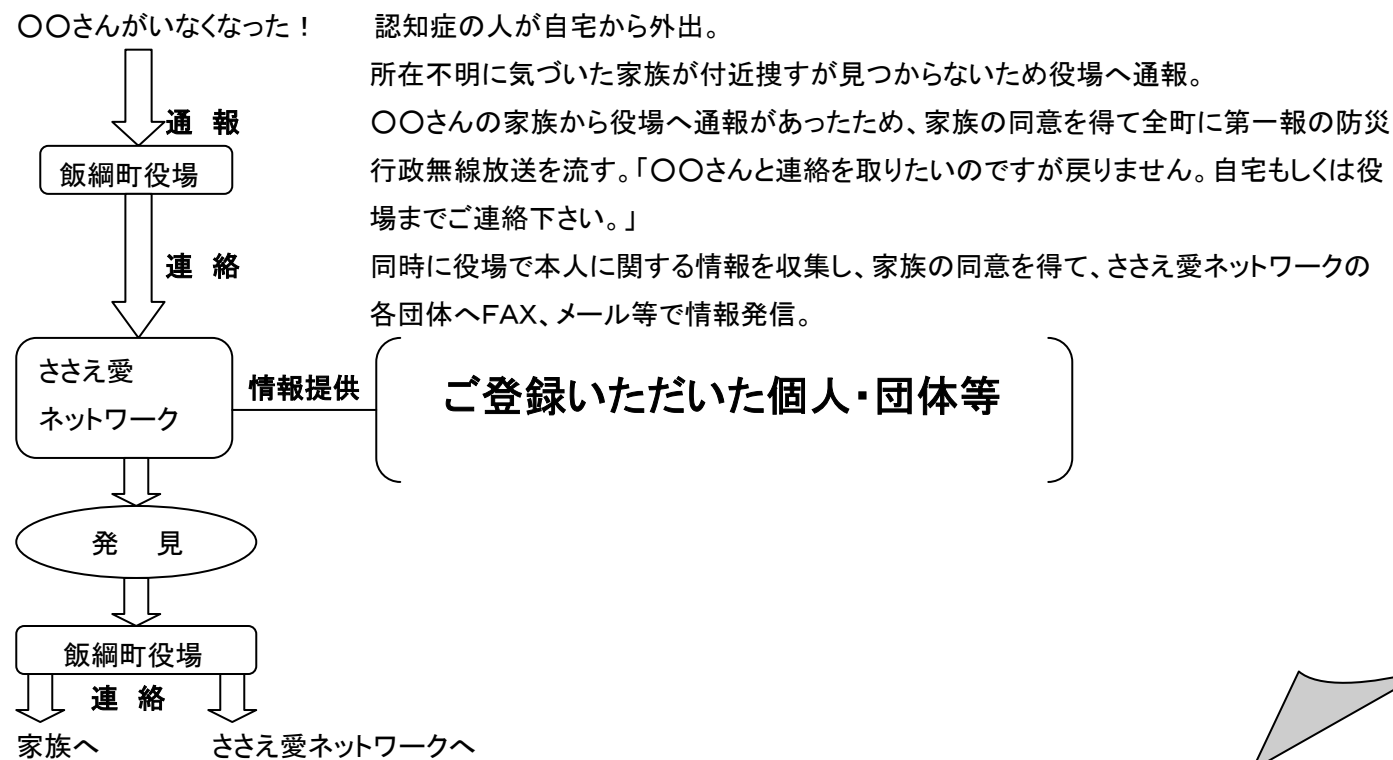 〇〇さんがいなくなった！
認知症の人が自宅から外出。
所在不明に気づいた家族が付近捜すが見つからないため役場へ通報。
通 報
〇〇さんの家族から役場へ通報があったため、家族の同意を得て全町に第一報の防災
行政無線放送を流す。「〇〇さんと連絡を取りたいのですが戻りません。自宅もしくは役
場までご連絡下さい。」
飯綱町役場
連 絡
同時に役場で本人に関する情報を収集し、家族の同意を得て、ささえ愛ネットワークの
各団体へFAX、メール等で情報発信。
ささえ愛
ネットワーク
情報提供
ご登録いただいた個人・団体等
発 見
飯綱町役場
連 絡
家族へ
ささえ愛ネットワークへ